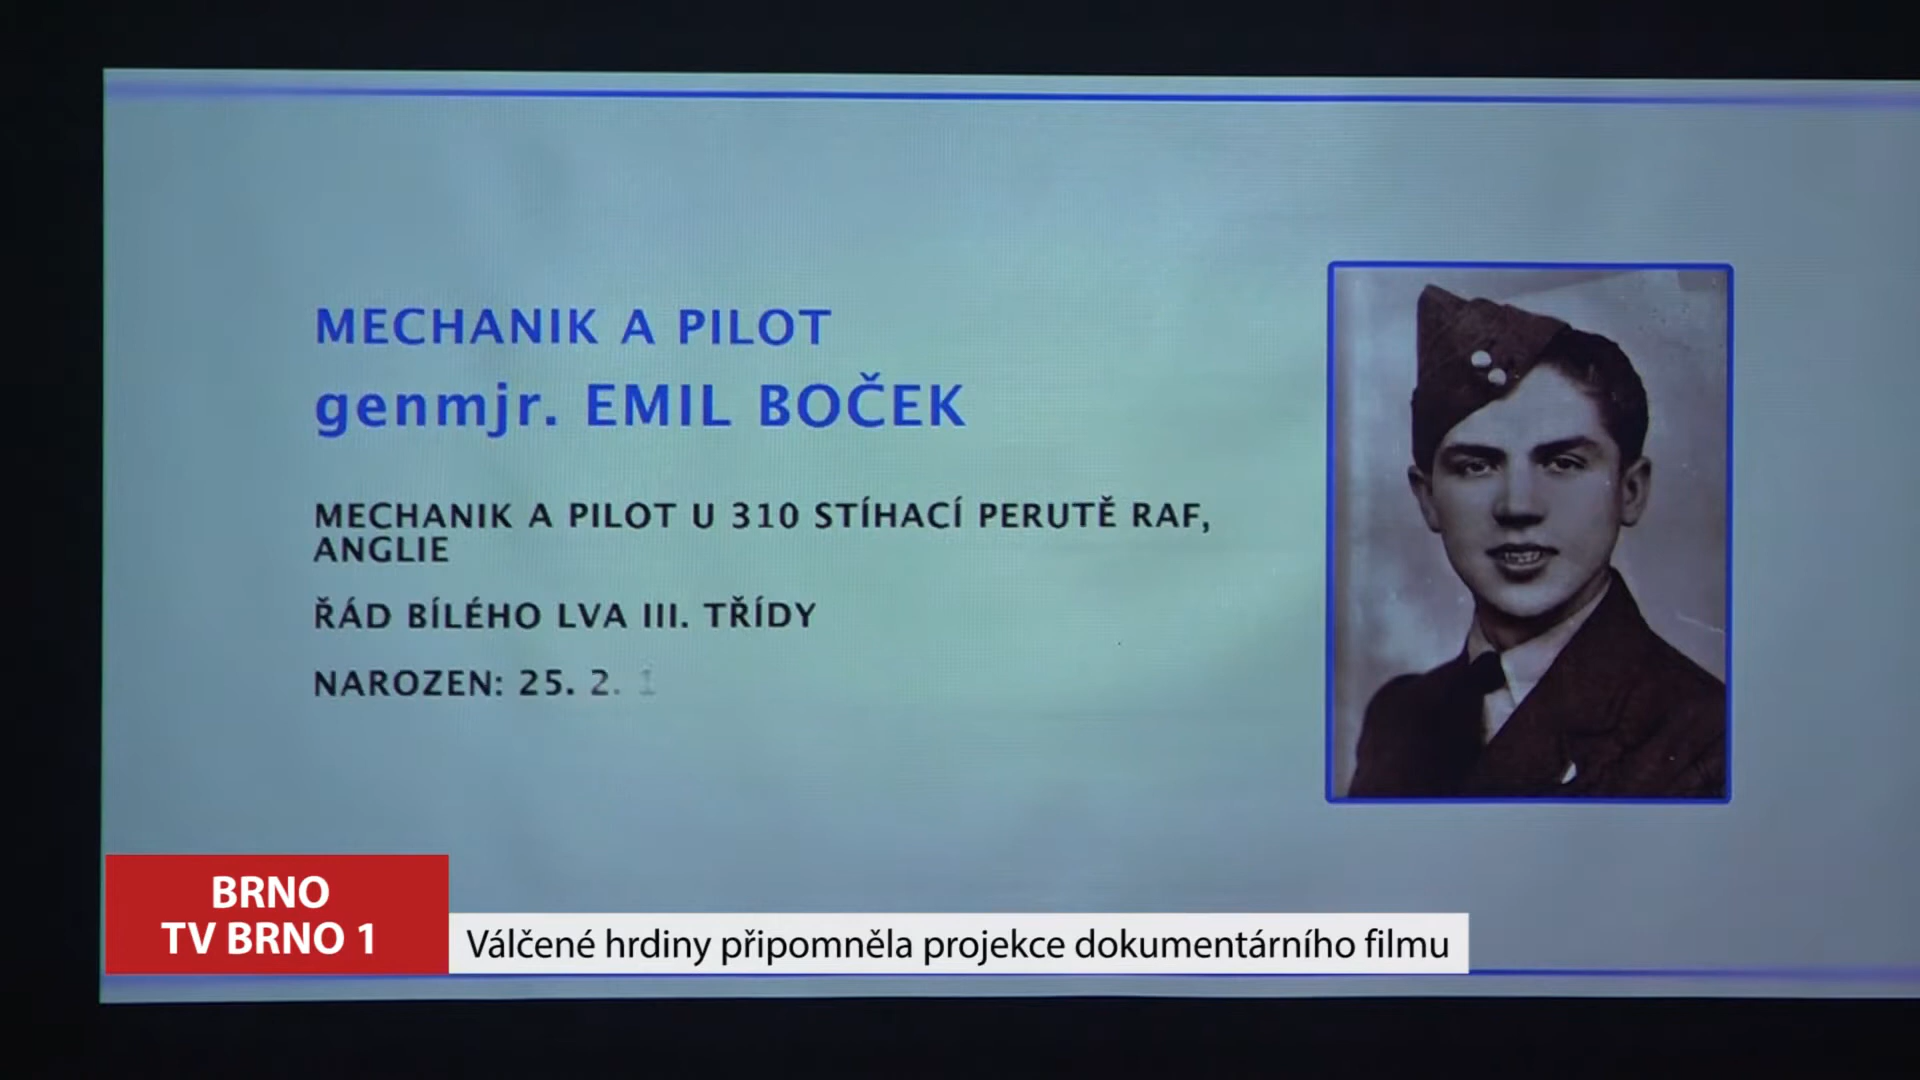 MECHANIK A PILOT
genmjr. EMIL BOČEK
MECHANIK A PILOT U 310 STÍHACÍ PERUTĚ RAF,
ANGLIE
ŘÁD BÍLÉHO LVA III. TŘÍDY
NAROZEN: 25. 2. 1
BRNO
TV BRNO 1
Válčené hrdiny připomněla projekce dokumentárního filmu